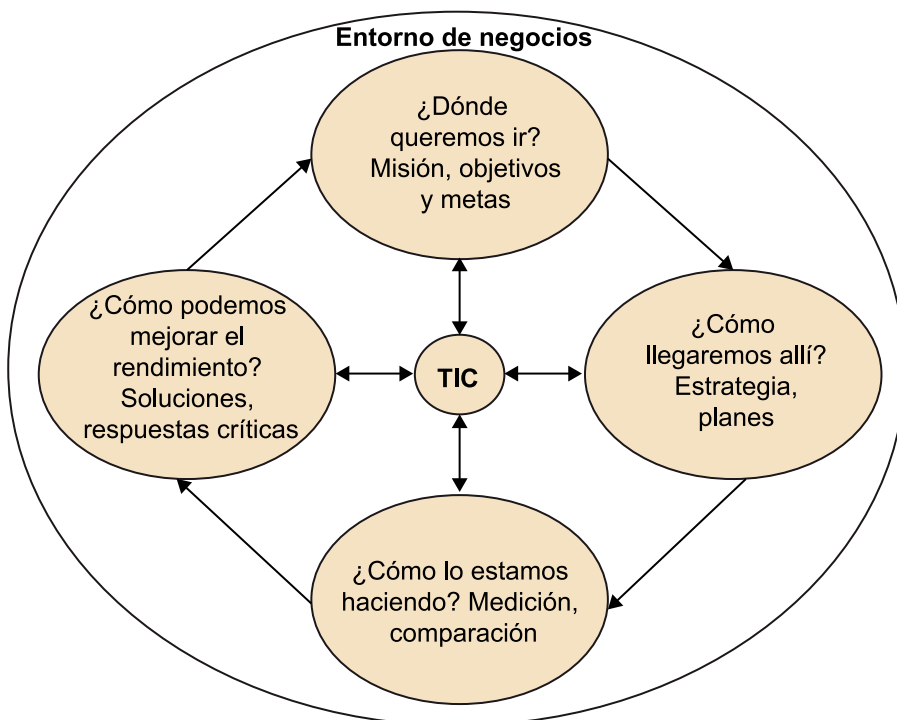 Entorno de negocios
¿Dónde
queremos ir?
Misión, objetivos
y metas
¿Cómo podemos
mejorar el
rendimiento?
Soluciones,
respuestas críticas
TIC
¿Cómo
llegaremos allí?
Estrategia,
planes
¿Cómo lo estamos
haciendo? Medición,
comparación